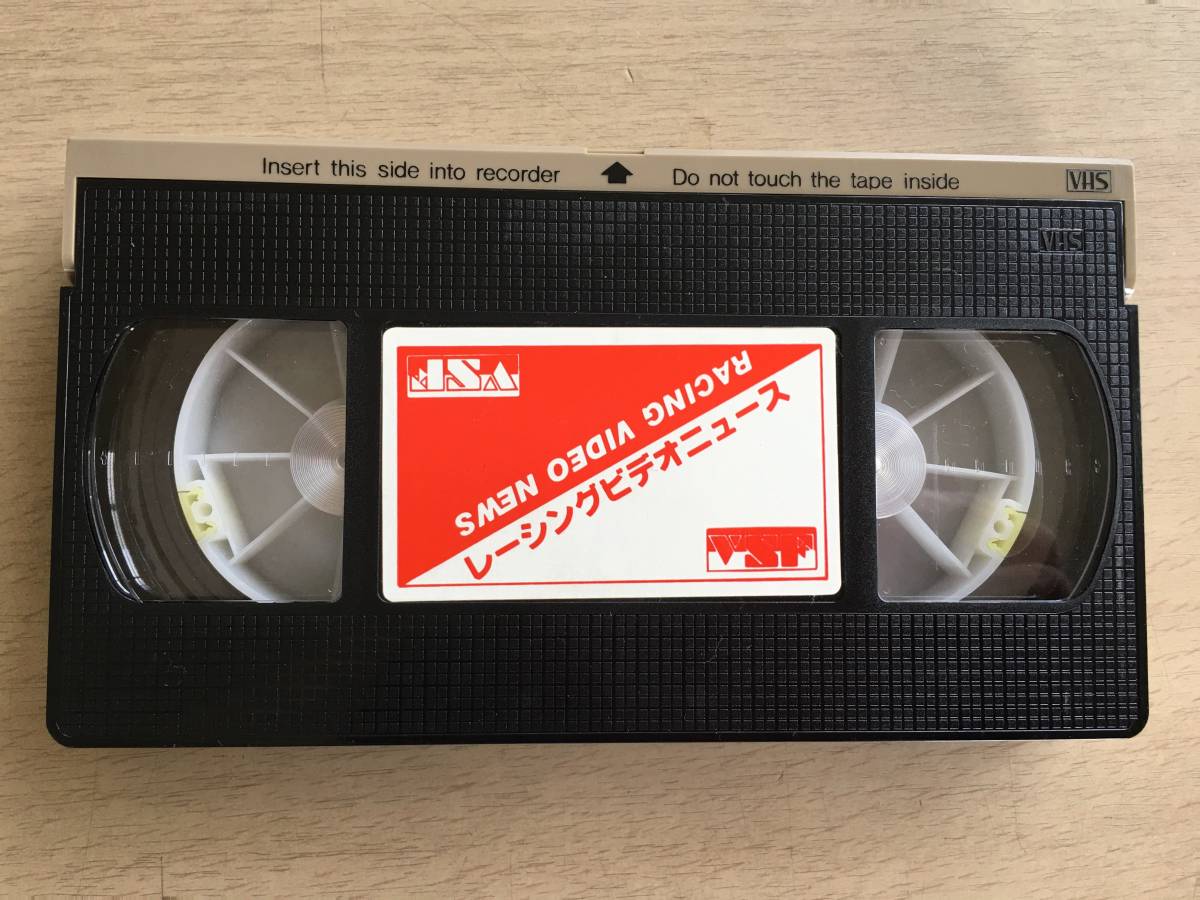 Insert this side into recorder
Do not touch the tape inside
VHS
VHS
VSF
RACING VIDEO NEWS
レーシングビデオニュース
VSF